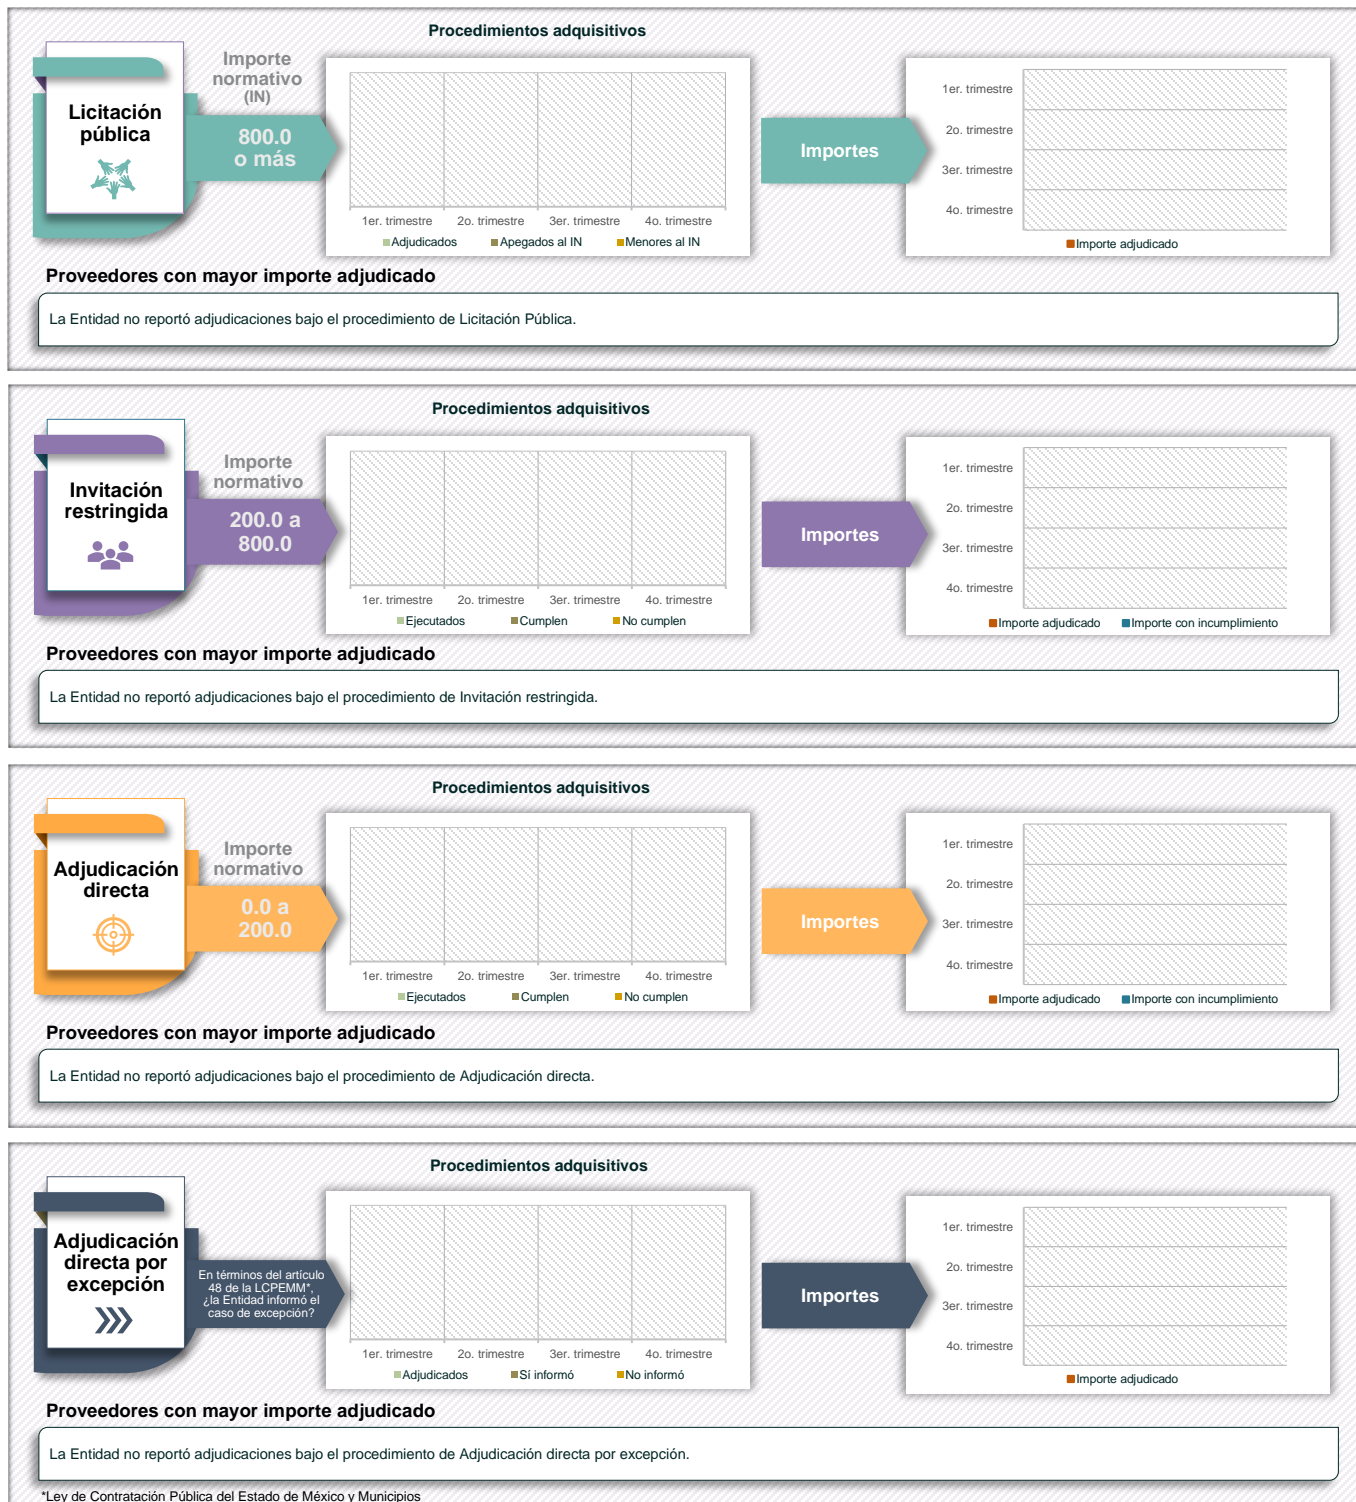 Procedimientos adquisitivos
Licitación
pública
Importe
normativo
(IN)
800.0
o más
1er. trimestre 2o. trimestre 3er. trimestre 4o. trimestre
Adjudicados Apegados al IN Menores al IN
Importes
1er. trimestre
2o. trimestre
3er. trimestre
4o. trimestre
Importe adjudicado
Proveedores con mayor importe adjudicado
La Entidad no reportó adjudicaciones bajo el procedimiento de Licitación Pública.
Procedimientos adquisitivos
Invitación
restringida
Importe
normativo
200.0 a
800.0
1er. trimestre 2o. trimestre 3er. trimestre 4o. trimestre
Ejecutados Cumplen No cumplen
Importes
1er. trimestre
2o. trimestre
3er. trimestre
4o. trimestre
Importe adjudicado Importe con incumplimiento
Proveedores con mayor importe adjudicado
La Entidad no reportó adjudicaciones bajo el procedimiento de Invitación restringida.
Procedimientos adquisitivos
Adjudicación
directa
Importe
normativo
0.0 a
200.0
1er. trimestre 2o. trimestre 3er. trimestre 4o. trimestre
Ejecutados Cumplen No cumplen
Importes
1er. trimestre
2o. trimestre
3er. trimestre
4o. trimestre
Importe adjudicado Importe con incumplimiento
Proveedores con mayor importe adjudicado
La Entidad no reportó adjudicaciones bajo el procedimiento de Adjudicación directa.
Procedimientos adquisitivos
Adjudicación
directa por
excepción
En términos del artículo
48 de la LCPEMM*,
¿la Entidad informó el
caso de excepción?
1er. trimestre 2o. trimestre 3er. trimestre 4o. trimestre
Adjudicados Sí informó No informó
Importes
1er. trimestre
2o. trimestre
3er. trimestre
4o. trimestre
Importe adjudicado
Proveedores con mayor importe adjudicado
La Entidad no reportó adjudicaciones bajo el procedimiento de Adjudicación directa por excepción.
*Ley de Contratación Pública del Estado de México y Municipios